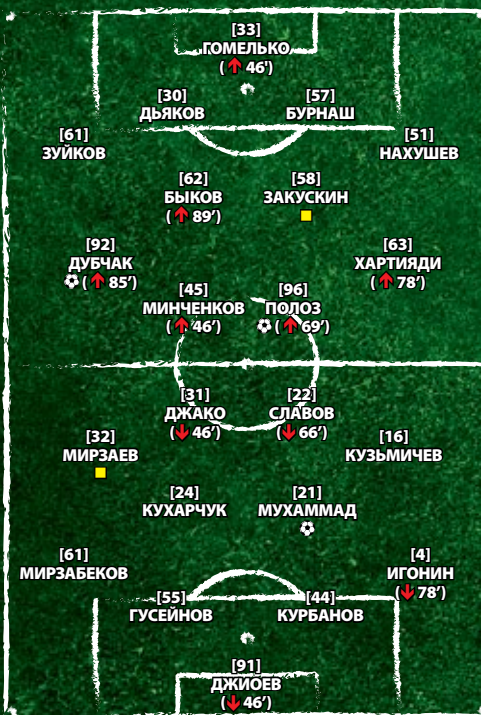 [33]
ГОМЕЛЬКО
(↑ 46')
[30] [57]
ДЬЯКОВ БУРНАШ
[61] [51]
ЗУЙКОВ НАХУШЕВ
[62] [58]
БЫКОВ ЗАКУСКИН
(↑ 89')
[92] [63]
ДУБЧАК ХАРТИЯДИ
(↑ 85') (↑ 78')
[45] [96]
МИНЧЕНКОВ ПОЛОЗ
(↑ 46') (↑ 69')
[31] [22]
ДЖАКО СЛАВОВ
(↓ 46') (↓ 66')
[32] [16]
МИРЗАЕВ КУЗЬМИЧЕВ
[24] [21]
КУХАРЧУК МУХАММАД
[61] [4]
МИРЗАБЕКОВ ИГОНИН
(↓ 78')
[55] [44]
ГУСЕЙНОВ КУРБАНОВ
[91]
ДЖИОЕВ
(↓ 46')